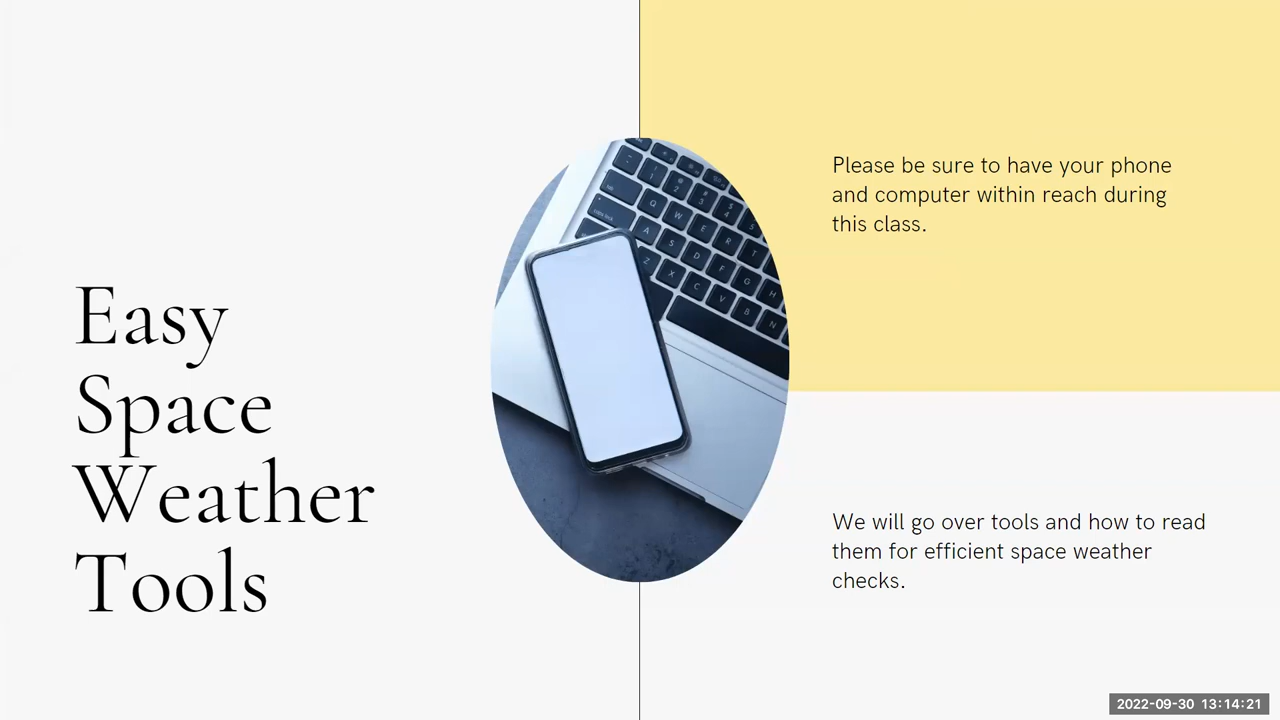 Easy
Space
Weather
Tools
Please be sure to have your phone
and computer within reach during
this class.
We will go over tools and how to read
them for efficient space weather
checks.
2022-09-30 13:14:21